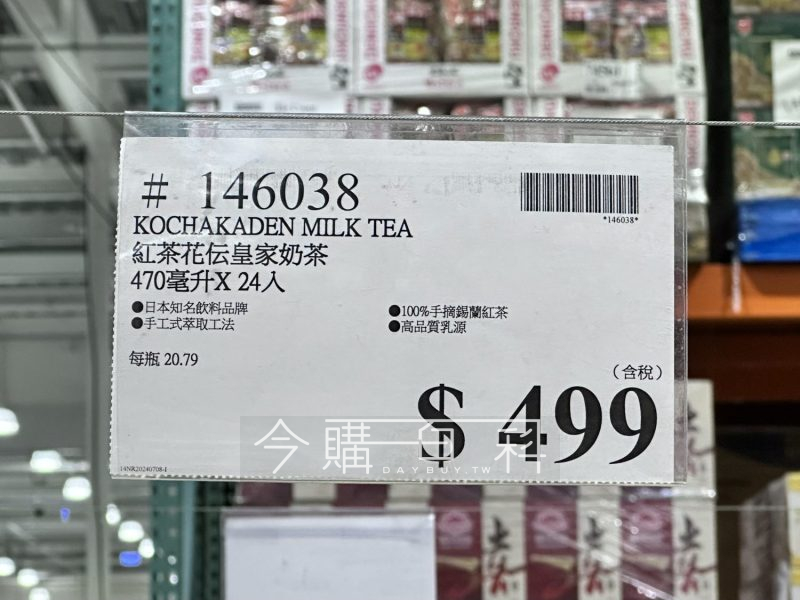 # 146038
*146038*
KOCHAKADEN MILK TEA
紅茶花伝皇家奶茶
470毫升X 24入
●日本知名飲料品牌
●手工式萃取工法
●100%手摘錫蘭紅茶
●高品質乳源
每瓶 20.79
(含稅)
$ 499
今購百科
DAYBUY.TW
14NR20240708-I